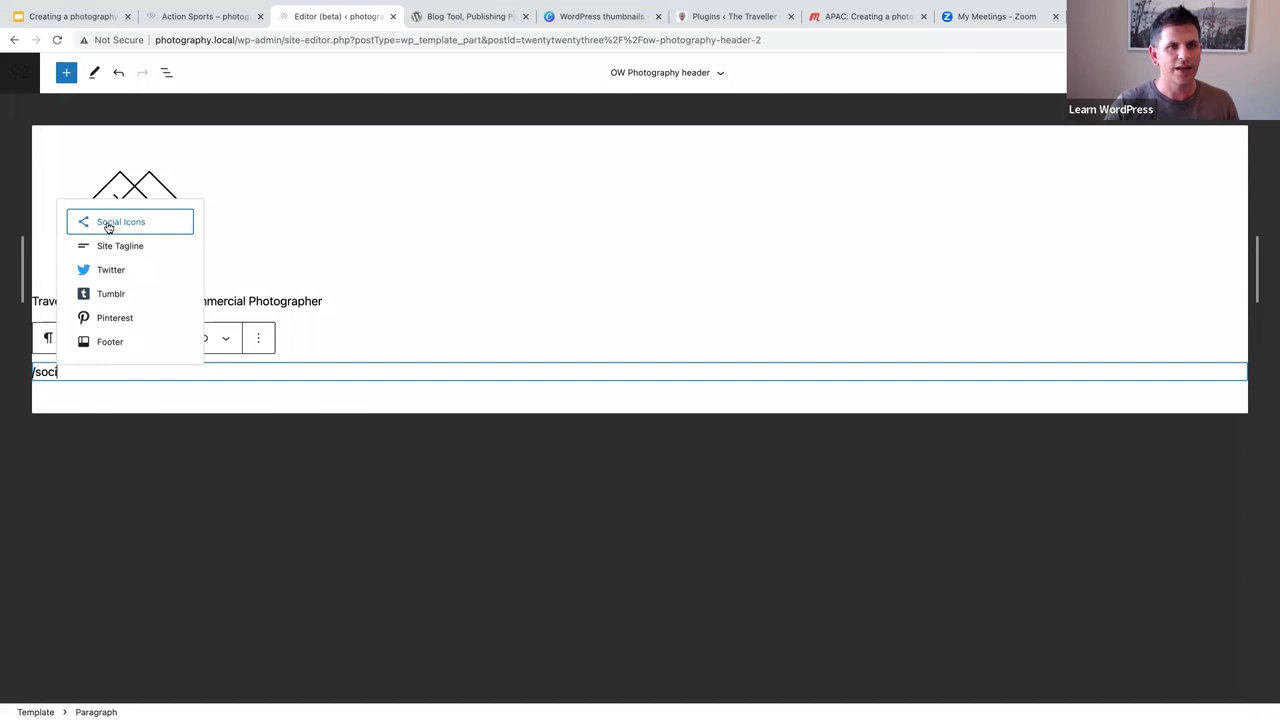 Creating a photography
Action Sports – photog
Editor (beta) ‹ photogra
Blog Tool, Publishing P
WordPress thumbnails
Plugins ‹ The Traveller
APAC: Creating a photo
My Meetings - Zoom
Not Secure
photography.local/wp-admin/site-editor.php?postType=wp_template_part&postId=twentytwentythree%2F%2Fow-photography-header-2
OW Photography header
Learn WordPress
Social Icons
Site Tagline
Twitter
Tumblr
Pinterest
Footer
Trave
mmercial Photographer
/soci
Template > Paragraph